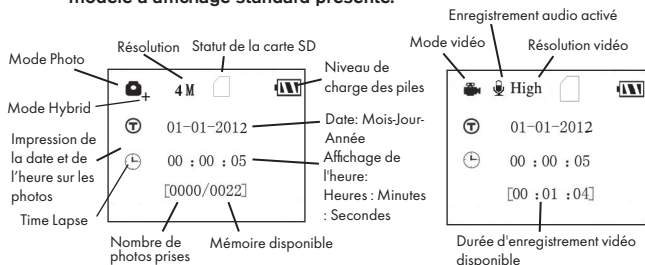 modèle à affichage standard présenté.
Enregistrement audio activé
Mode Photo
Résolution
Statut de la carte SD
Mode vidéo
Résolution vidéo
4 M
Niveau de
charge des piles
High
Mode Hybrid
+
T
01-01-2012
Date: Mois-Jour-
Année
T
01-01-2012
Impression de
la date et de
l'heure sur les
photos
00 : 00 : 05
Affichage de
l'heure:
Heures : Minutes
: Secondes
00 : 00 : 05
Time Lapse
[0000/0022]
[00 : 01 : 04]
Nombre de
photos prises
Mémoire disponible
Durée d'enregistrement vidéo
disponible